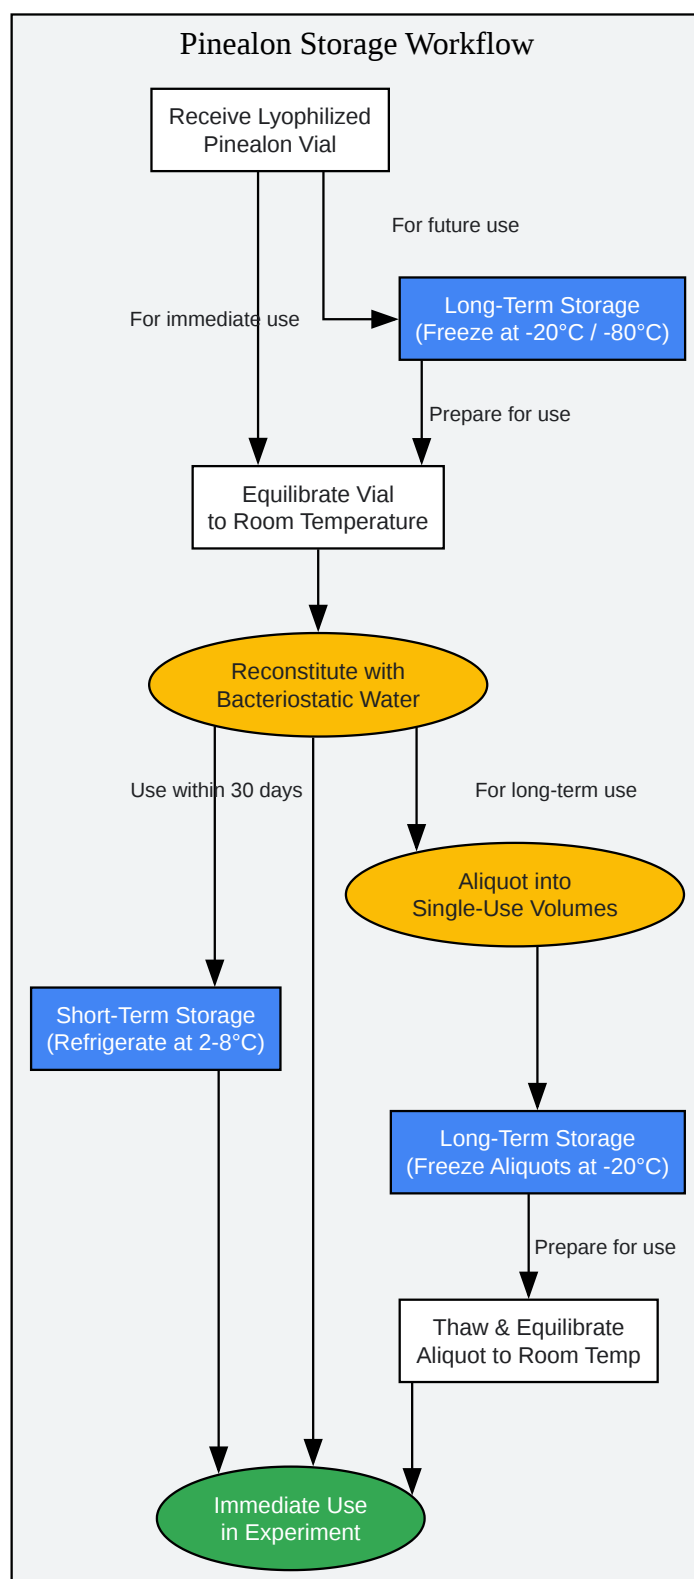 Pinealon Storage Workflow
Receive Lyophilized
Pinealon Vial
For future use
For immediate use
Long-Term Storage
(Freeze at -20°C / -80°C)
Prepare for use
Equilibrate Vial
to Room Temperature
Reconstitute with
Bacteriostatic Water
Use within 30 days
For long-term use
Aliquot into
Single-Use Volumes
Short-Term Storage
(Refrigerate at 2-8°C)
Long-Term Storage
(Freeze Aliquots at -20°C)
Prepare for use
Thaw & Equilibrate
Aliquot to Room Temp
Immediate Use
in Experiment